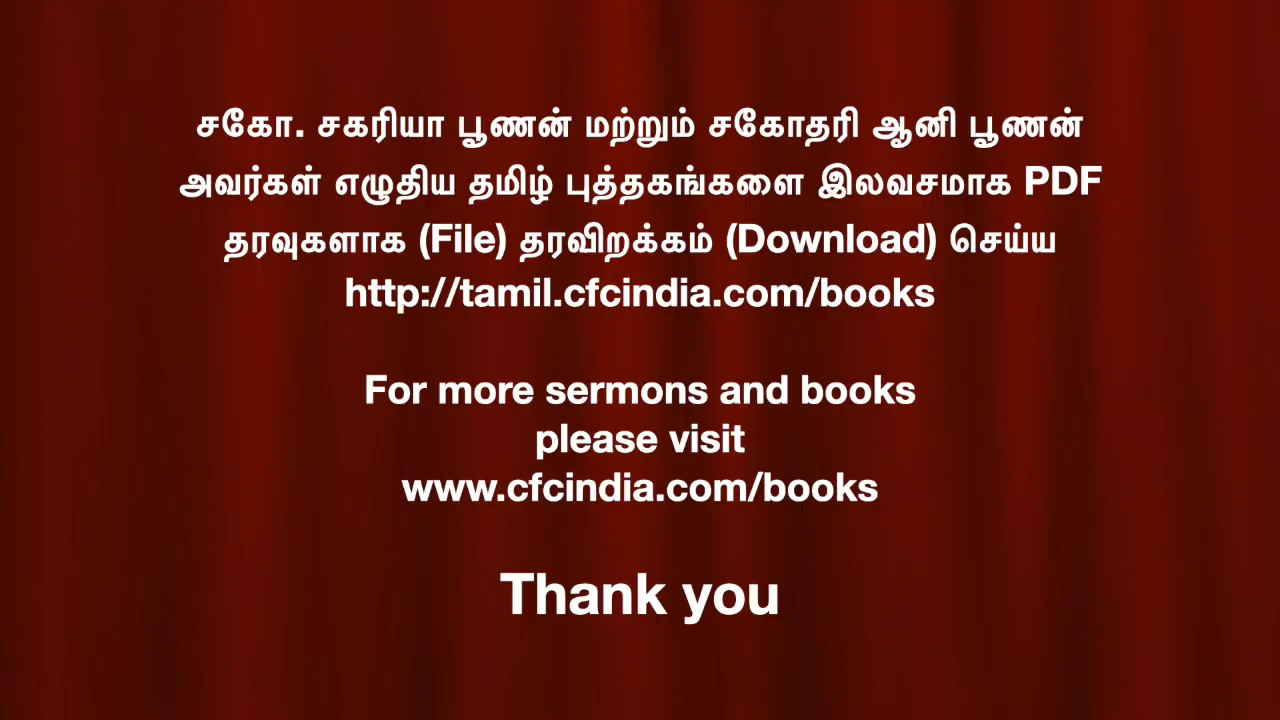 சகோ. சகரியா பூணன் மற்றும் சகோதரி ஆனி பூணன்
அவர்கள் எழுதிய தமிழ் புத்தகங்களை இலவசமாக PDF
தரவுகளாக (File) தரவிறக்கம் (Download) செய்ய
http://tamil.cfcindia.com/books
For more sermons and books
please visit
www.cfcindia.com/books
Thank you